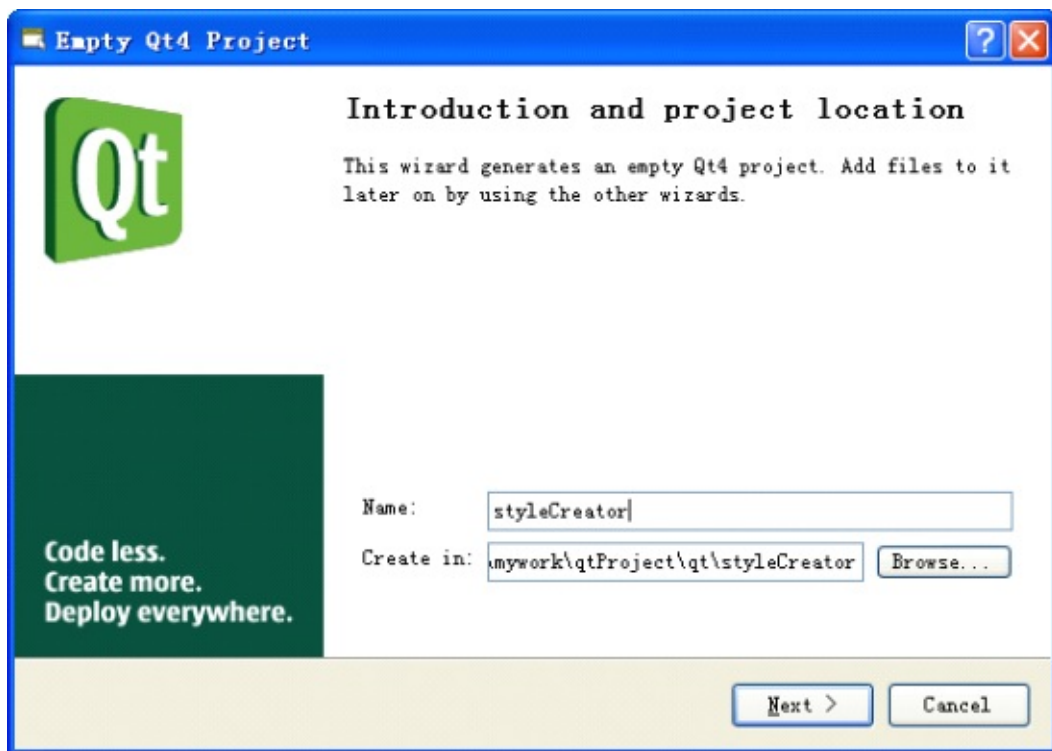 Empty Qt4 Project
Qt
Introduction and project location
This wizard generates an empty Qt4 project. Add files to it
later on by using the other wizards.
Name:
styleCreator
Create in:
mywork\qtProject\qt\styleCreator
Browse...
Code less.
Create more.
Deploy everywhere.
Next >
Cancel